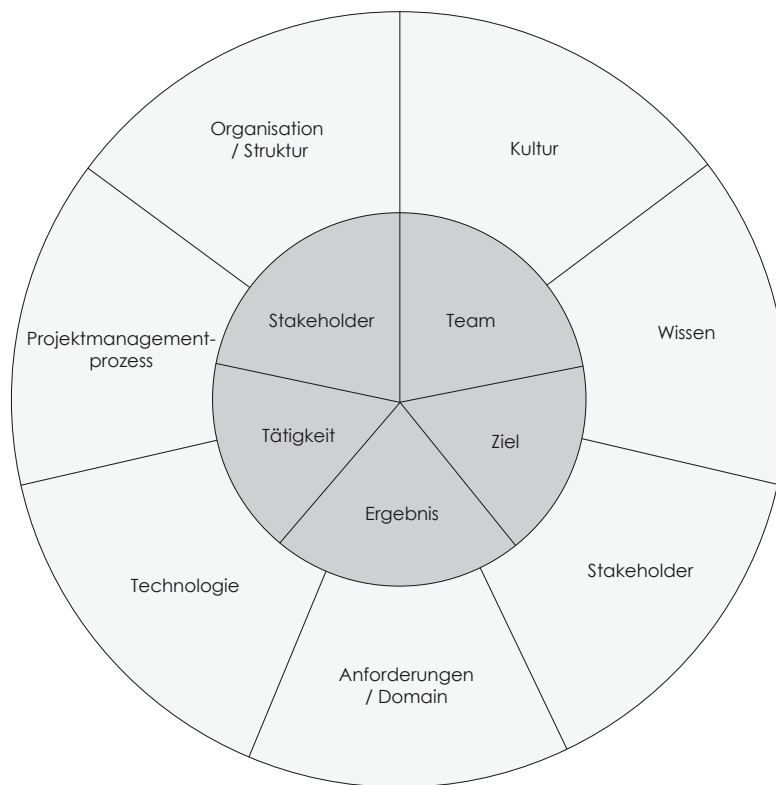 Organisation
/ Struktur
Kultur
Stakeholder
Team
Projektmanagement-
prozess
Wissen
Tätigkeit
Ziel
Ergebnis
Technologie
Stakeholder
Anforderungen
/ Domain